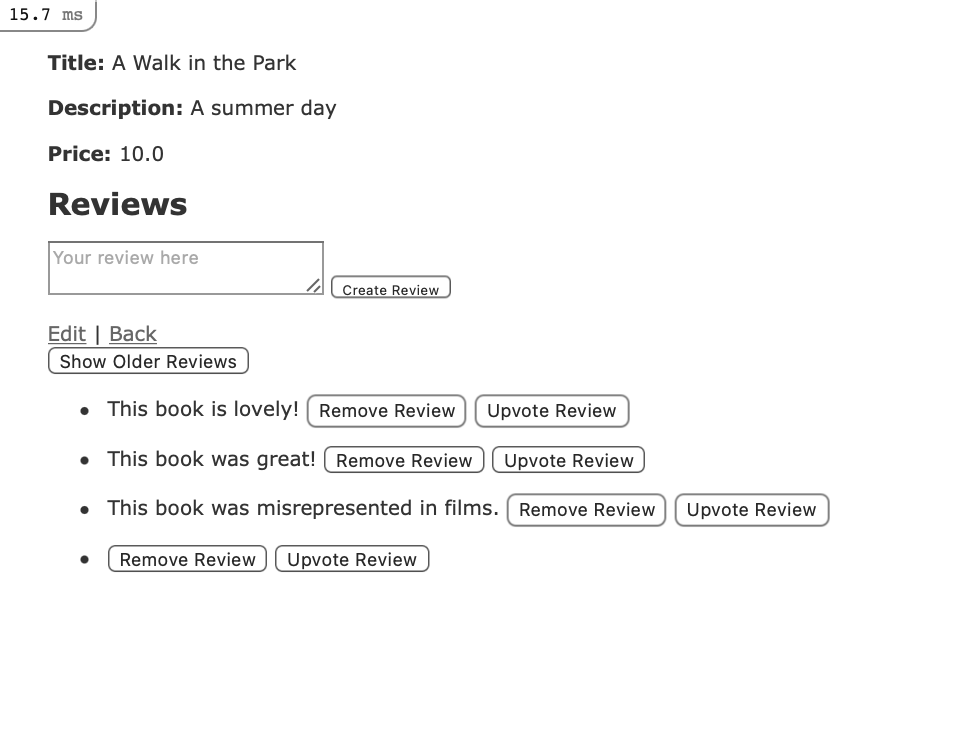 15.7 ms
Title: A Walk in the Park
Description: A summer day
Price: 10.0
Reviews
Your review here
Create Review
Edit | Back
Show Older Reviews
This book is lovely! Remove Review Upvote Review
This book was great! Remove Review Upvote Review
This book was misrepresented in films. Remove Review Upvote Review
Remove Review Upvote Review